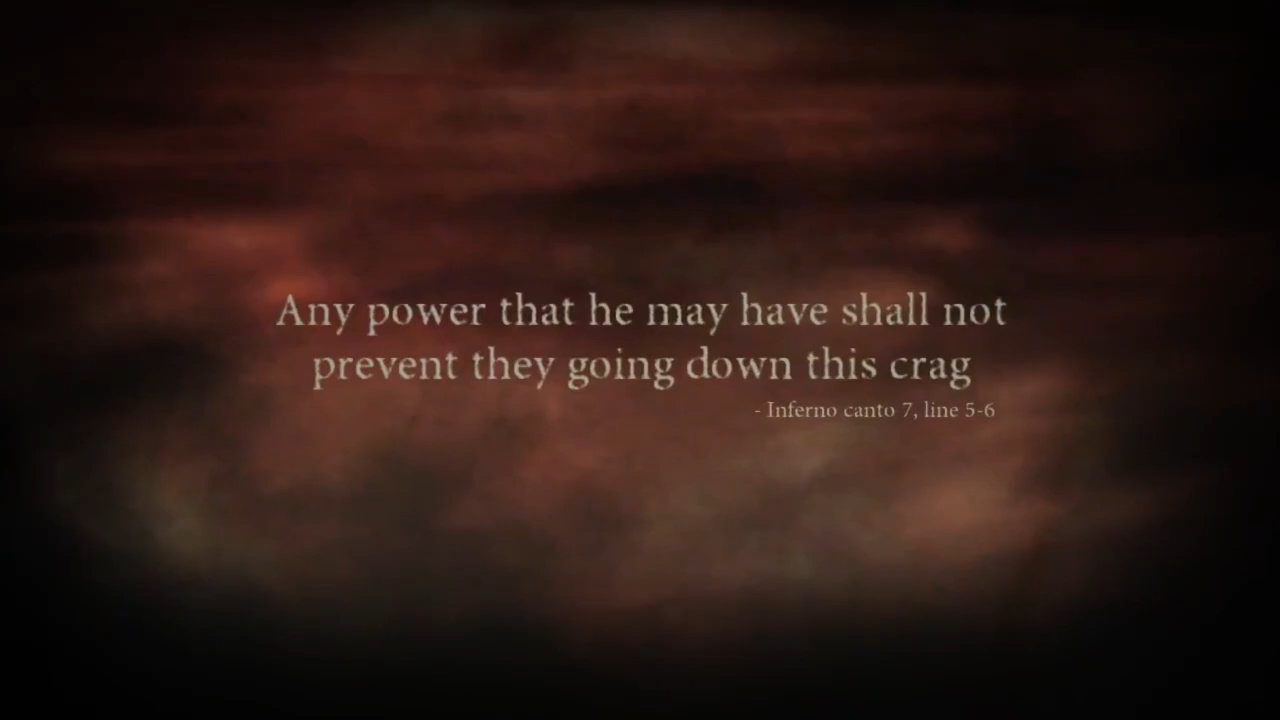 Any power that he may have shall not
prevent they going down this crag
- Inferno canto 7, line 5-6